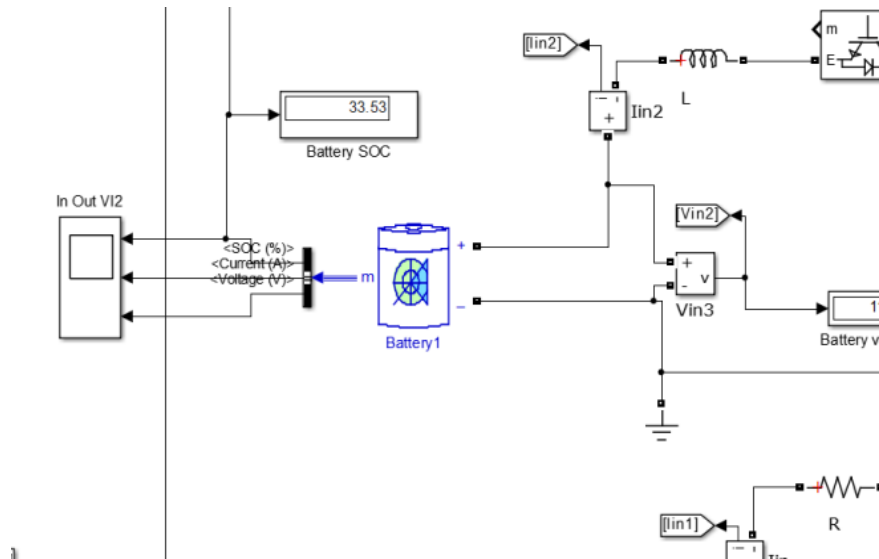 [Iin2]
m
E
33.53
Iin2
L
Battery SOC
In Out VI2
[Vin2]
<SOC (%)>
<Current (A)>
<Voltage (V)>
m
+
+
-
v
_
Vin3
Battery1
Battery v
[Iin1]
R